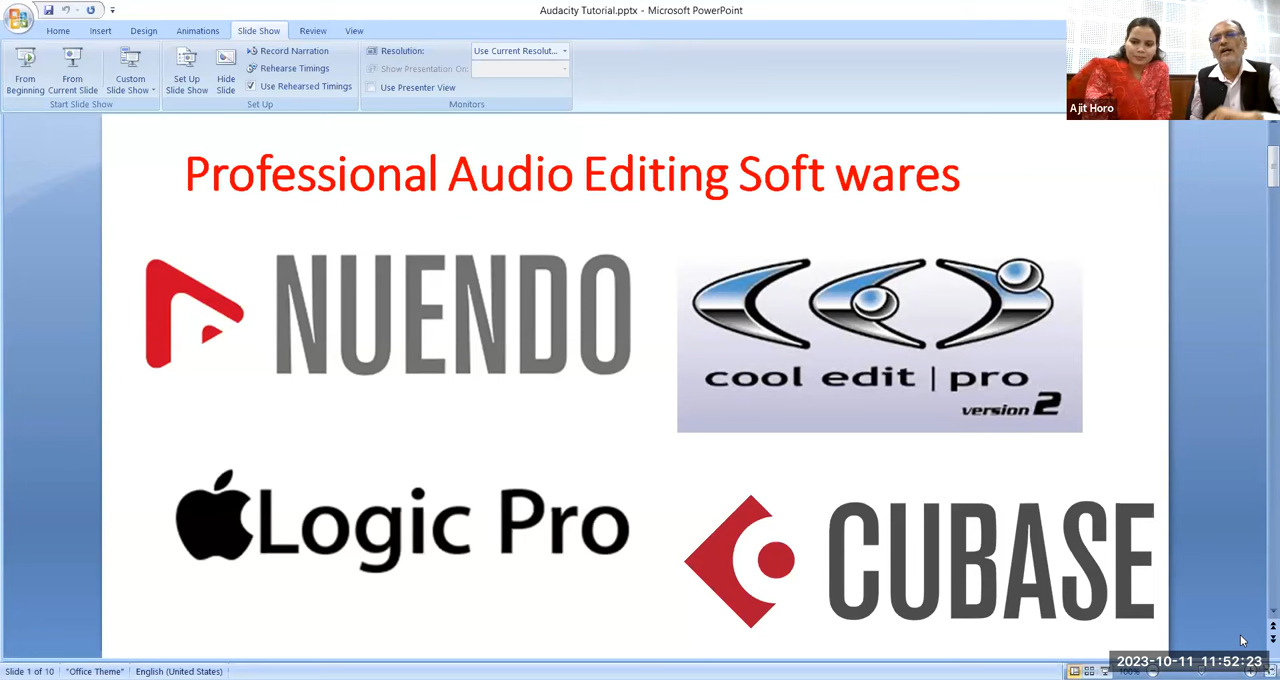 Audacity Tutorial.pptx - Microsoft PowerPoint
Home Insert Design Animations Slide Show Review View
From Beginning
From Current Slide
Custom Slide Show
Start Slide Show
Set Up Slide Show
Hide Slide
Record Narration
Rehearse Timings
Use Rehearsed Timings
Set Up
Resolution: Use Current Resolut...
Show Presentation On:
Use Presenter View
Monitors
Ajit Horo
Professional Audio Editing Soft wares
NUENDO
cool edit | pro
version 2
Logic Pro
CUBASE
2023-10-11 11:52:23
Slide 1 of 10 "Office Theme" English (United States) 100%